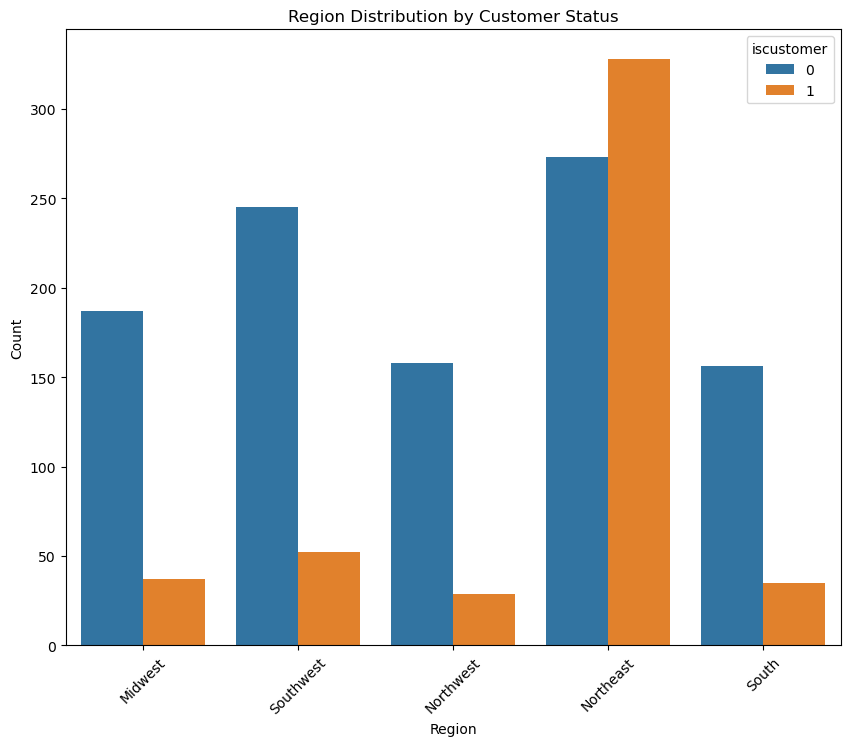 Region Distribution by Customer Status
iscustomer
0
1
300
250
200
150
100
50
0
Count
Midwest
Southwest
Northwest
Northeast
South
Region